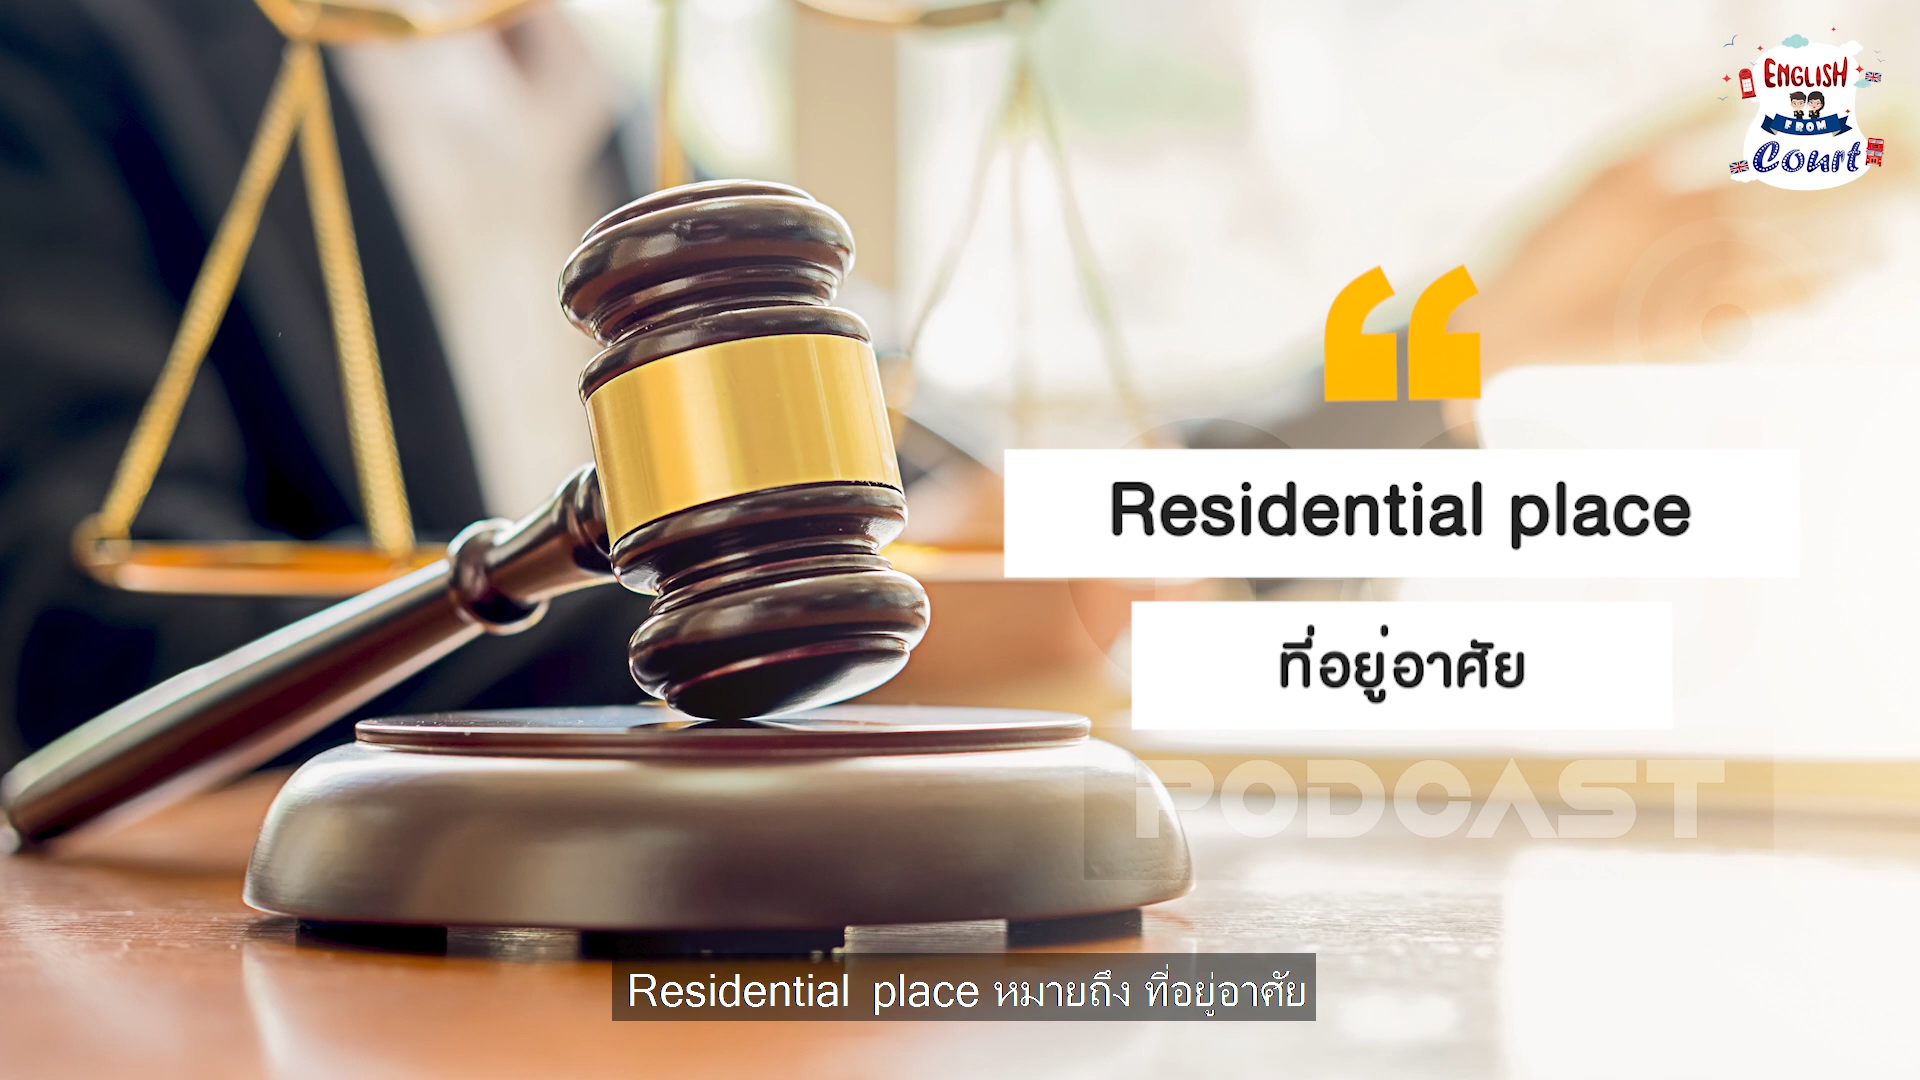 ENGLISH
FROM
Court
Residential place
ที่อยู่อาศัย
PODCAST
Residential place หมายถึง ที่อยู่อาศัย